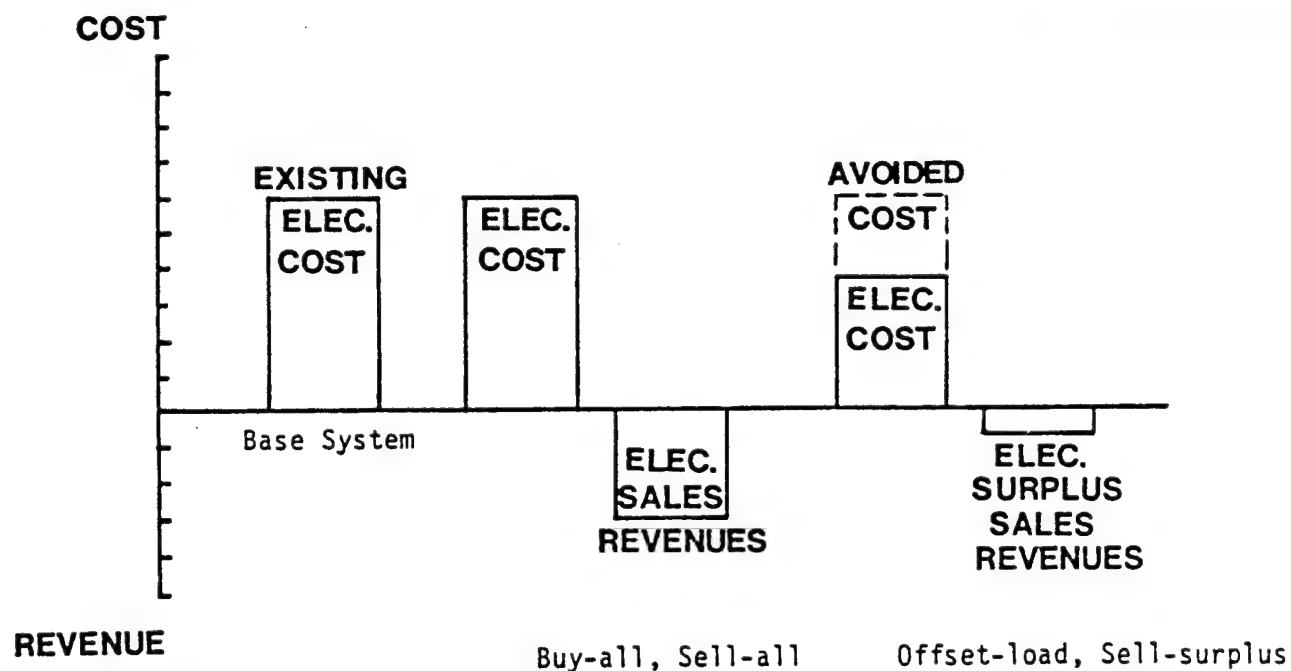 COST
EXISTING
ELEC.
COST
ELEC.
COST
AVOIDED
COST
ELEC.
COST
Base System
ELEC.
SALES
REVENUES
ELEC.
SURPLUS
SALES
REVENUES
REVENUE
Buy-all, Sell-all
Offset-load, Sell-surplus